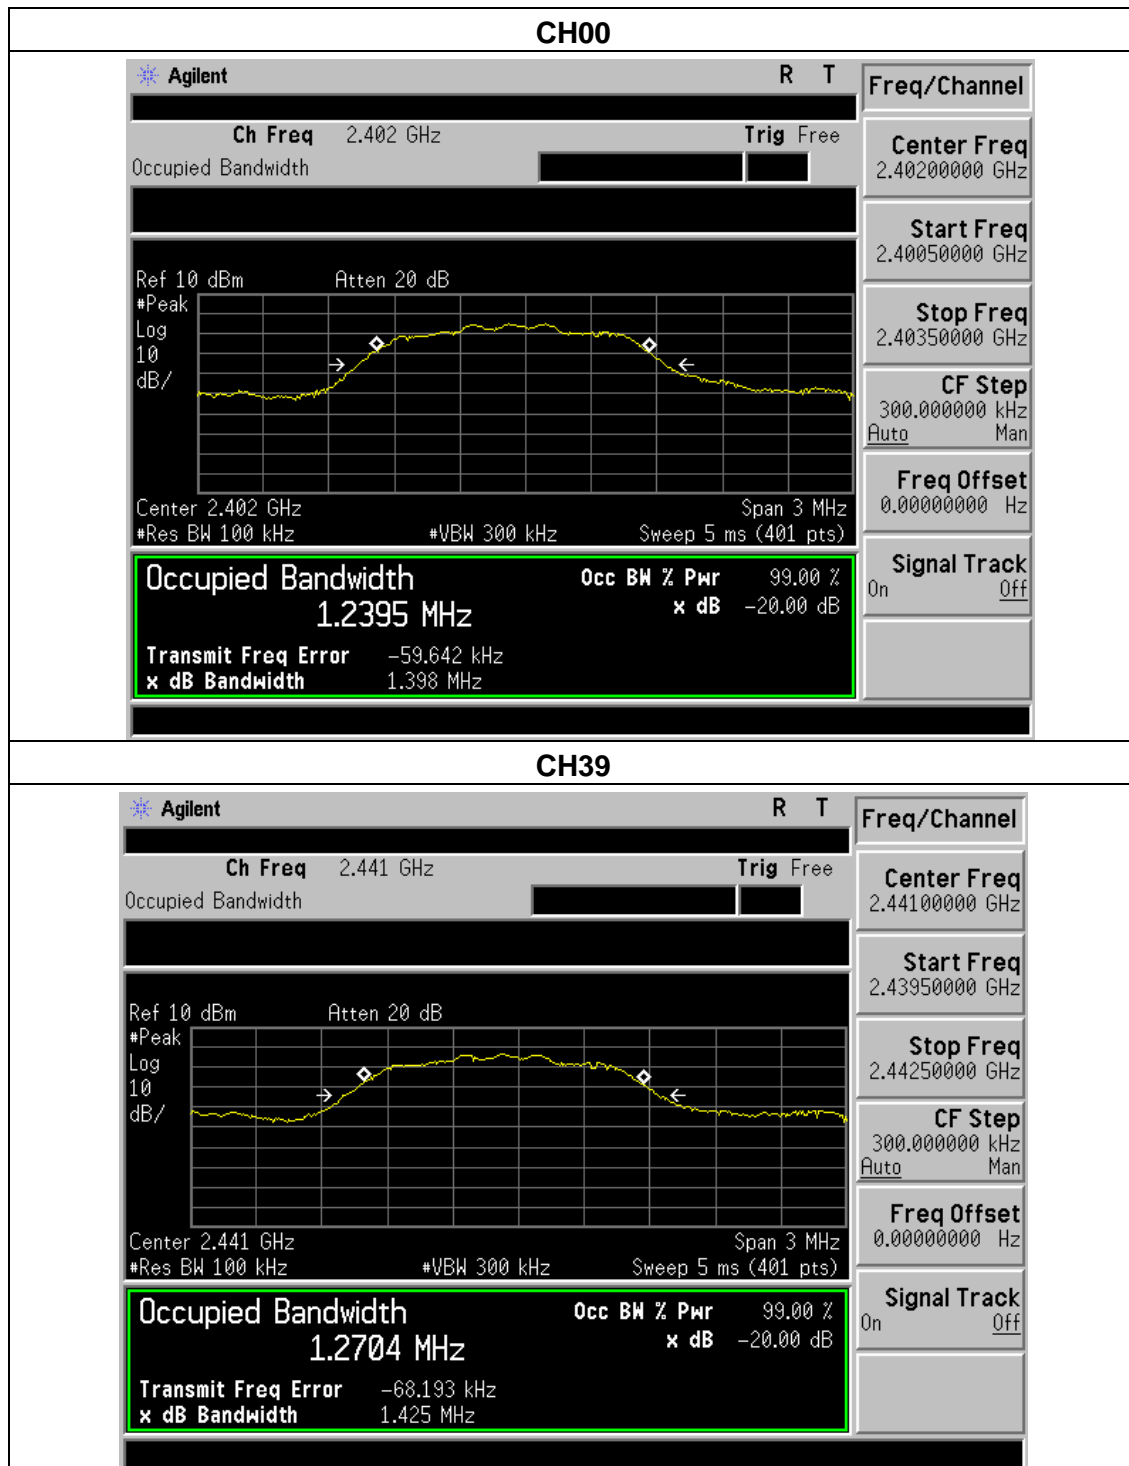 CH00
Agilent R T
Freq/Channel
Ch Freq 2.402 GHz Trig Free
Occupied Bandwidth
Center Freq
2.40200000 GHz
Start Freq
2.40050000 GHz
Stop Freq
2.40350000 GHz
CF Step
300.000000 kHz
Auto Man
Freq Offset
0.00000000 Hz
Signal Track
On Off
Ref 10 dBm Atten 20 dB
#Peak
Log
10
dB/
Center 2.402 GHz Span 3 MHz
#Res BW 100 kHz #VBW 300 kHz Sweep 5 ms (401 pts)
Occupied Bandwidth Occ BW % Pwr 99.00 %
1.2395 MHz x dB -20.00 dB
Transmit Freq Error -59.642 kHz
x dB Bandwidth 1.398 MHz
CH39
Agilent R T
Freq/Channel
Ch Freq 2.441 GHz Trig Free
Occupied Bandwidth
Center Freq
2.44100000 GHz
Start Freq
2.43950000 GHz
Stop Freq
2.44250000 GHz
CF Step
300.000000 kHz
Auto Man
Freq Offset
0.00000000 Hz
Signal Track
On Off
Ref 10 dBm Atten 20 dB
#Peak
Log
10
dB/
Center 2.441 GHz Span 3 MHz
#Res BW 100 kHz #VBW 300 kHz Sweep 5 ms (401 pts)
Occupied Bandwidth Occ BW % Pwr 99.00 %
1.2704 MHz x dB -20.00 dB
Transmit Freq Error -68.193 kHz
x dB Bandwidth 1.425 MHz